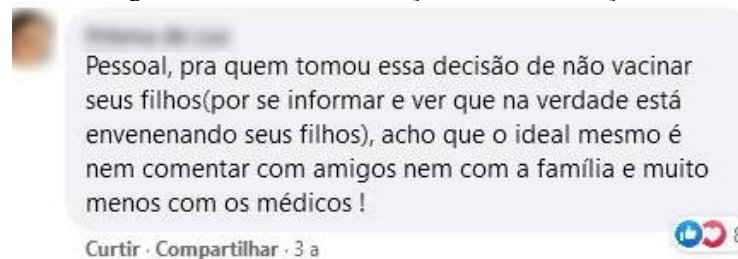 Pessoal, pra quem tomou essa decisão de não vacinar
seus filhos(por se informar e ver que na verdade está
envenenando seus filhos), acho que o ideal mesmo é
nem comentar com amigos nem com a família e muito
menos com os médicos !
Curtir · Compartilhar · 3 a